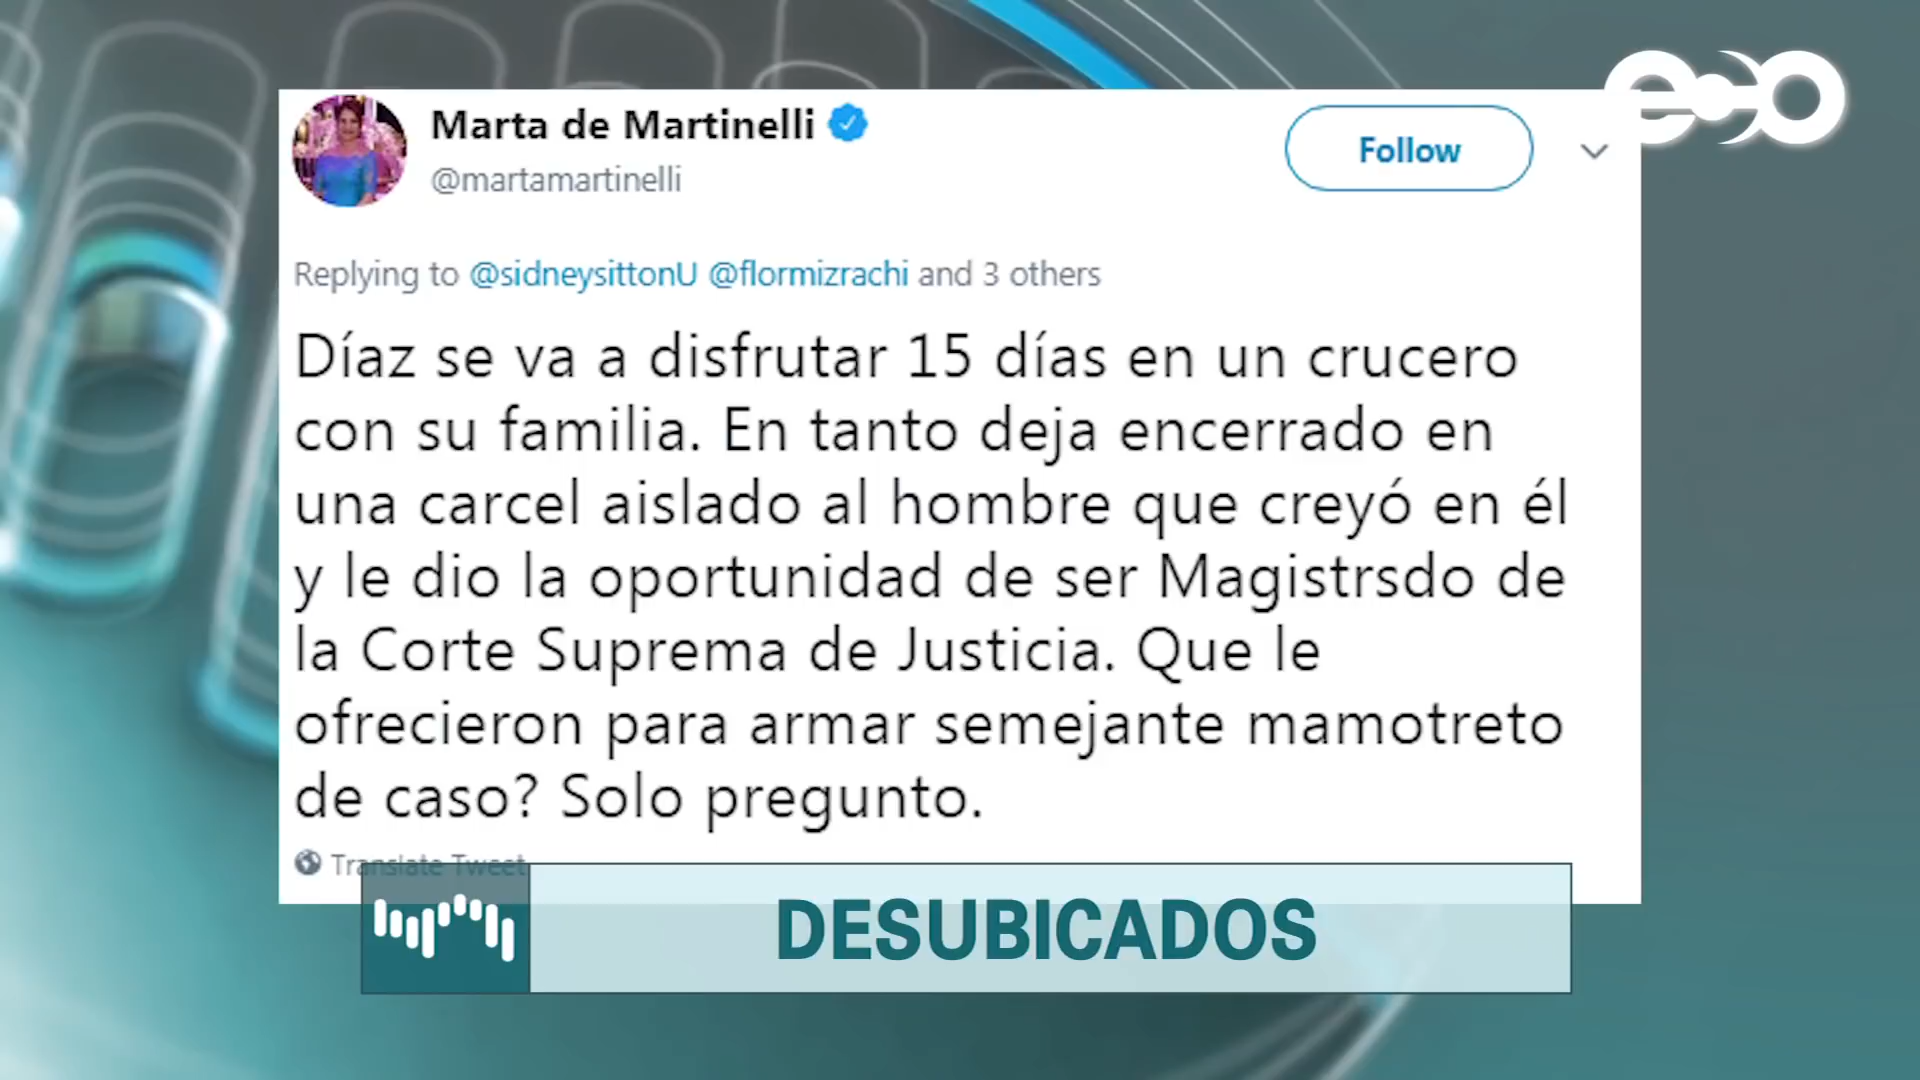 eco
Marta de Martinelli
@martamartinelli
Follow
Replying to @sidneysittonU @flormizrachi and 3 others
Díaz se va a disfrutar 15 días en un crucero
con su familia. En tanto deja encerrado en
una carcel aislado al hombre que creyó en él
y le dio la oportunidad de ser Magistrsdo de
la Corte Suprema de Justicia. Que le
ofrecieron para armar semejante mamotreto
de caso? Solo pregunto.
Translate Tweet
DESUBICADOS